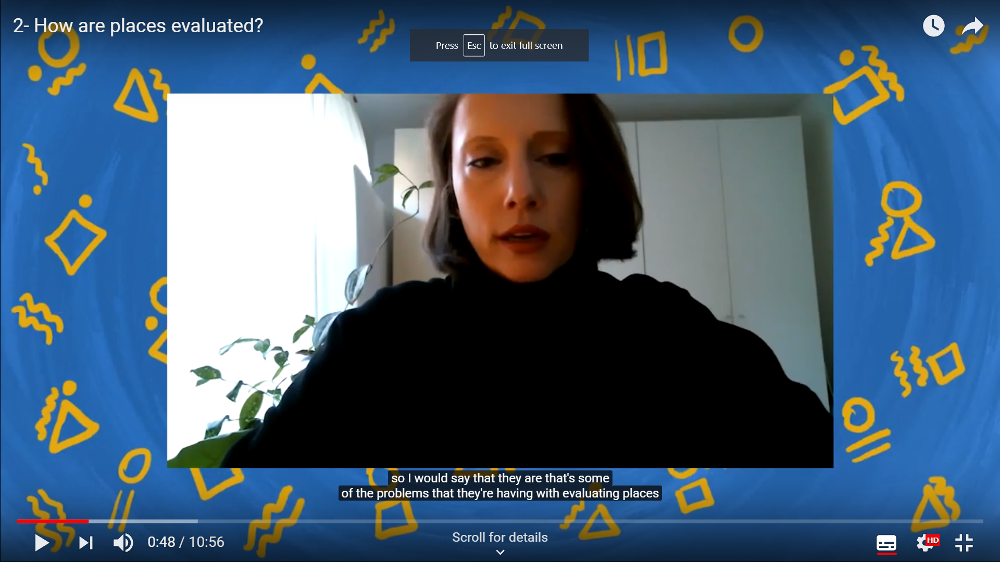 2- How are places evaluated?
Press Esc to exit full screen
so I would say that they are that's some
of the problems that they're having with evaluating places
Scroll for details
0:48 / 10:56
HD